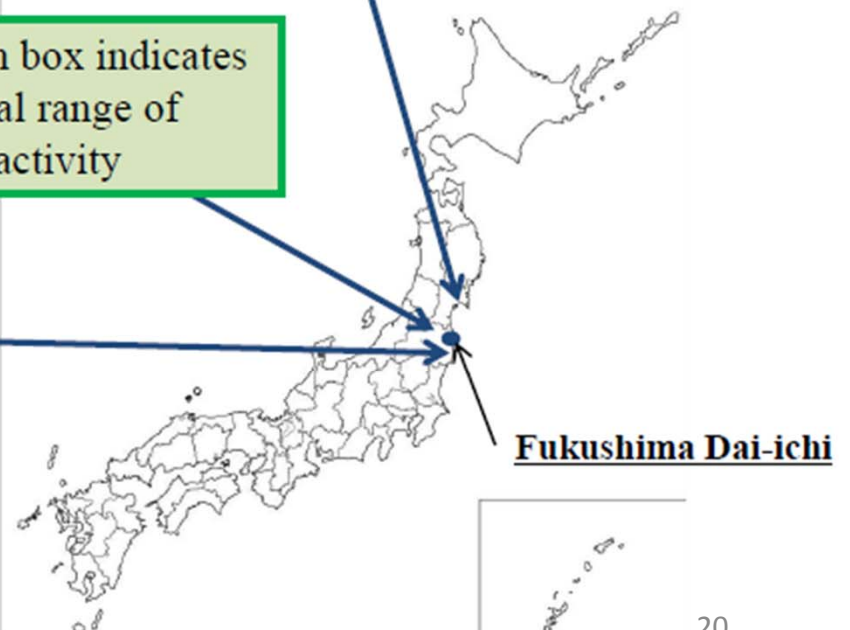 n box indicates
al range of
activity
Fukushima Dai-ichi
20